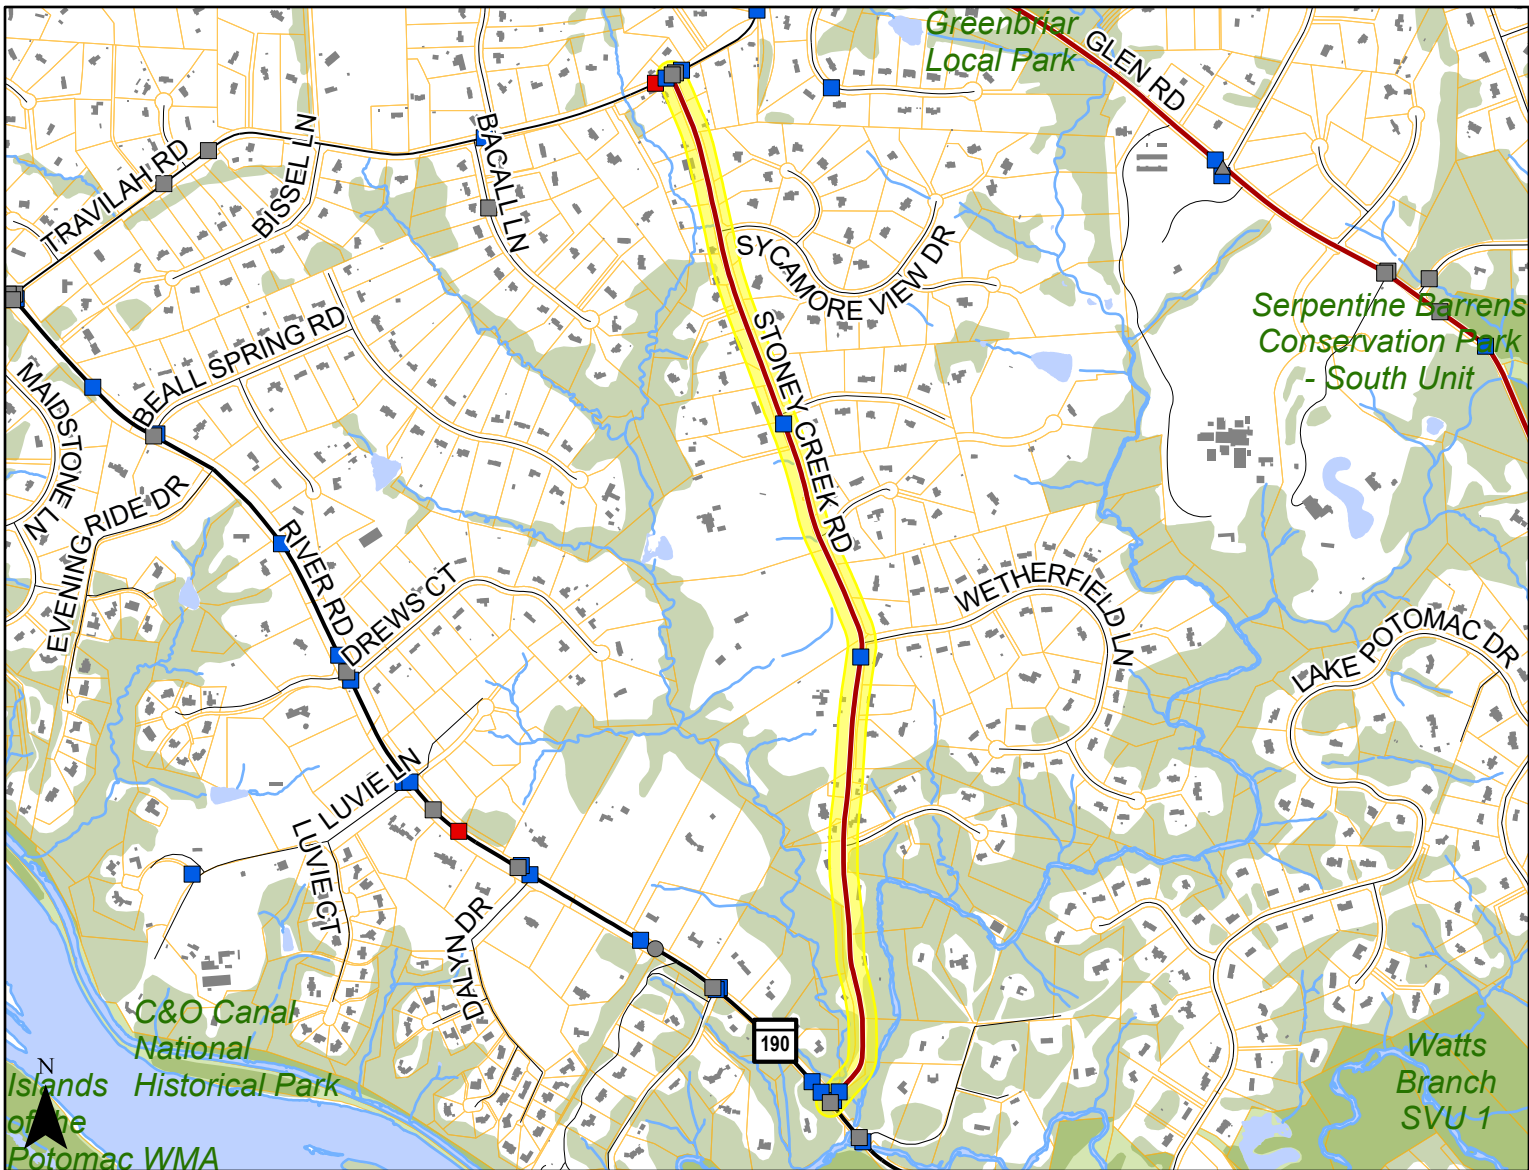 Greenbriar
Local Park
GLEN RD
TRAVILAH RD
BISSEL LN
BACALL LN
SYCAMORE VIEW DR
Serpentine Barrens
Conservation Park
- South Unit
BEALL SPRING RD
STONEY CREEK RD
MAIDSTONE LN
EVENING RIDE DR
RIVER RD
DREWS CT
WETHERFIELD LN
LAKE POTOMAC DR
LUVIE LN
LUVIE CT
DALYN DR
190
C&O Canal
National
Historical Park
N
Islands
of the
Potomac WMA
Watts
Branch
SVU 1